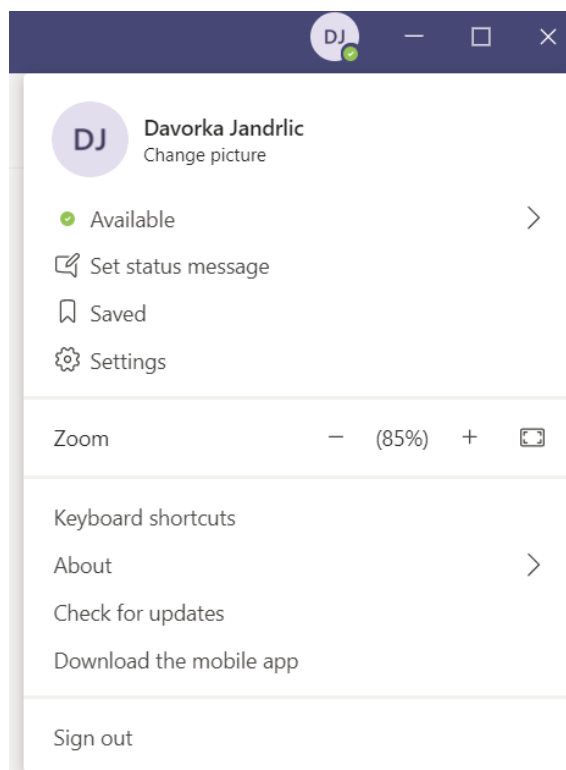 DJ
DJ
Davorka Jandrlic
Change picture
Available
Set status message
Saved
Settings
Zoom
(85%)
Keyboard shortcuts
About
Check for updates
Download the mobile app
Sign out